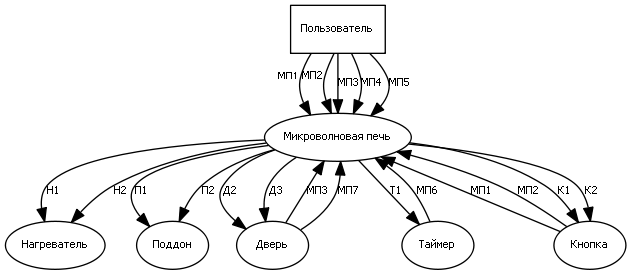 Пользователь
МП1
МП2
МП3
МП4
МП5
Микроволновая печь
Н1
Н2
П1
П2
Д2
Д3
МП3
МП7
Т1
МП6
МП1
МП2
К1
К2
Нагреватель
Поддон
Дверь
Таймер
Кнопка